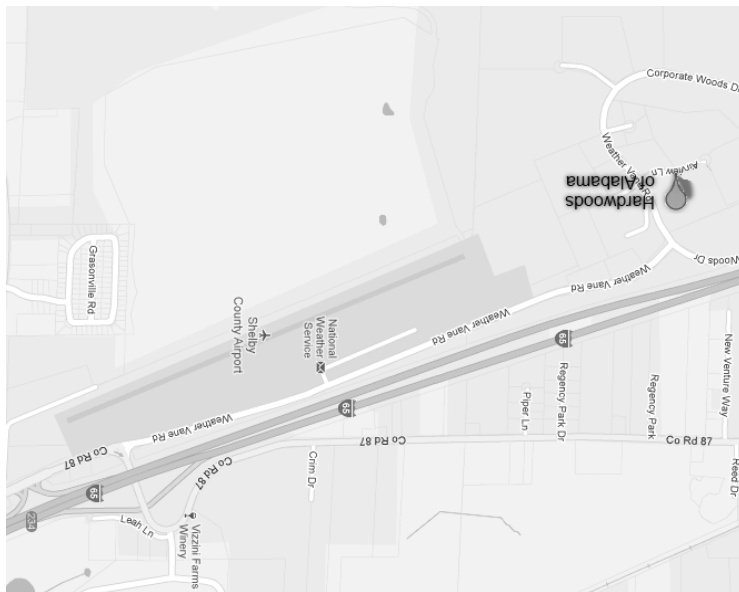 Corporate Woods Dr
Weather Vane Rd
Airview Ln
Hardwoods
of Alabama
Woods Dr
Weather Vane Rd
Grasonville Rd
Shelby
County Airport
National
Weather
Service
Weather Vane Rd
65
New Venture Way
Regency Park
Regency Park Dr
Piper Ln
65
Weather Vane Rd
Co Rd 87
Co Rd 87
Co Rd 87
Co Rd 87
Crim Dr
Reed Dr
65
234
Leah Ln
Vizzini Farms
Winery